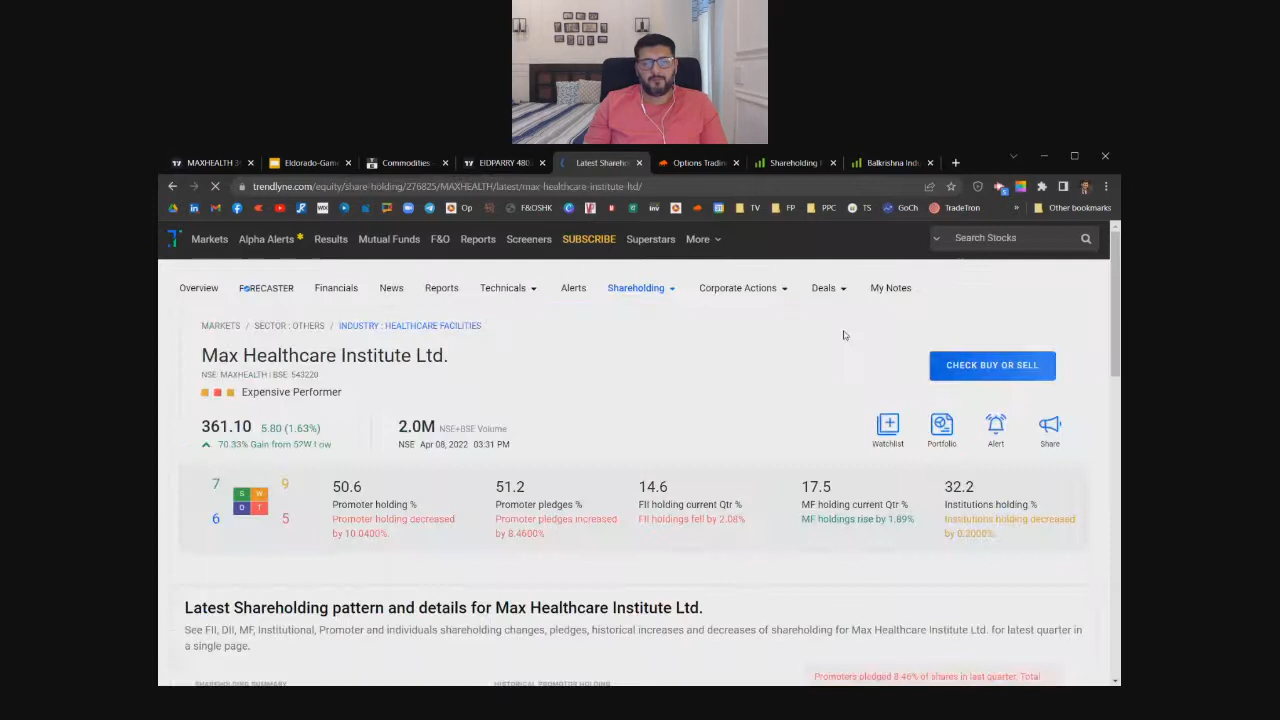 MAXHEALTH
Eldorado-Gam
Commodities
EIDPARRY 480
Latest Shareho
Options Tradin
Shareholding
Balkrishna Indu
trendlyne.com/equity/share-holding/276825/MAXHEALTH/latest/max-healthcare-institute-ltd/
Op
F&OSHK
TV
FP
PPC
TS
GoCh
TradeTron
»
Other bookmarks
Markets
Alpha Alerts
Results
Mutual Funds
F&O
Reports
Screeners
SUBSCRIBE
Superstars
More
Search Stocks
Overview
FORECASTER
Financials
News
Reports
Technicals
Alerts
Shareholding
Corporate Actions
Deals
My Notes
MARKETS / SECTOR : OTHERS / INDUSTRY : HEALTHCARE FACILITIES
Max Healthcare Institute Ltd.
NSE: MAXHEALTH | BSE: 543220
Expensive Performer
CHECK BUY OR SELL
361.10 5.80 (1.63%)
70.33% Gain from 52W Low
2.0M NSE+BSE Volume
NSE Apr 08, 2022 03:31 PM
Watchlist
Portfolio
Alert
Share
7
9
S W
O T
6
5
50.6
Promoter holding %
Promoter holding decreased
by 10.0400%.
51.2
Promoter pledges %
Promoter pledges increased
by 8.4600%
14.6
FII holding current Qtr %
FII holdings fell by 2.08%
17.5
MF holding current Qtr %
MF holdings rise by 1.89%
32.2
Institutions holding %
Institutions holding decreased
by 0.2000%.
Latest Shareholding pattern and details for Max Healthcare Institute Ltd.
See FII, DII, MF, Institutional, Promoter and individuals shareholding changes, pledges, historical increases and decreases of shareholding for Max Healthcare Institute Ltd. for latest quarter in
a single page.
SHAREHOLDING SUMMARY
HISTORICAL PROMOTOR HOLDING
Promoters pledged 8.46% of shares in last quarter. Total